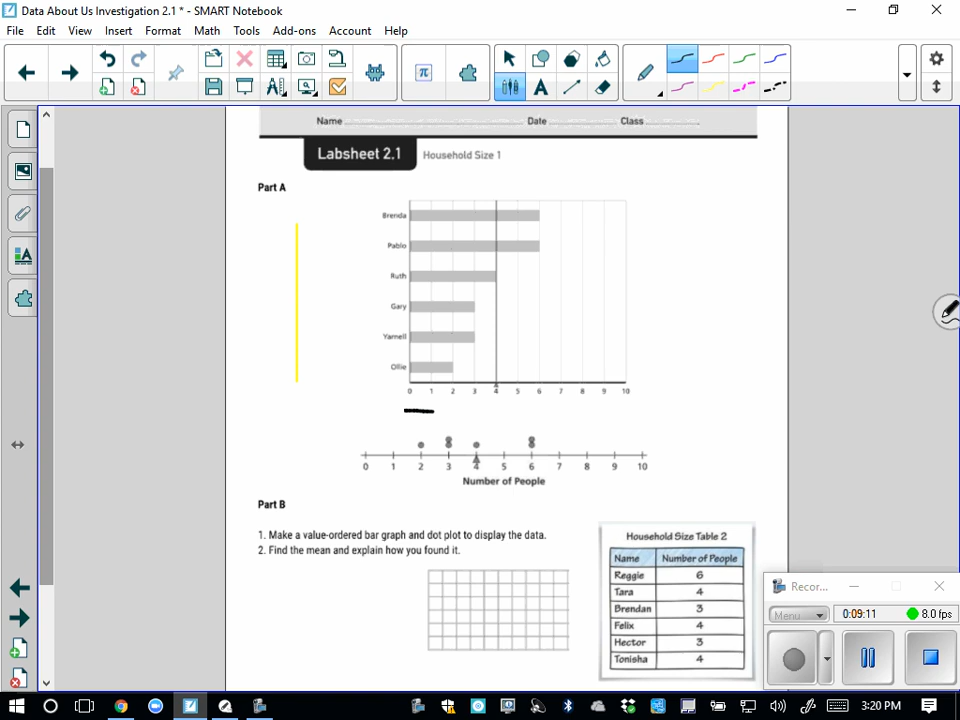 Data About Us Investigation 2.1 * - SMART Notebook
File Edit View Insert Format Math Tools Add-ons Account Help
Name Date Class
Labsheet 2.1 Household Size 1
Part A
Brenda
Pablo
Ruth
Gary
Yarnell
Ollie
0 1 2 3 4 5 6 7 8 9 10
0 1 2 3 4 5 6 7 8 9 10
Number of People
Part B
1. Make a value-ordered bar graph and dot plot to display the data.
2. Find the mean and explain how you found it.
Household Size Table 2
Name Number of People
Reggie 6
Tara 4
Brendan 3
Felix 4
Hector 3
Tonisha 4
Recor...
Menu 0:09:11 8.0 fps
3:20 PM